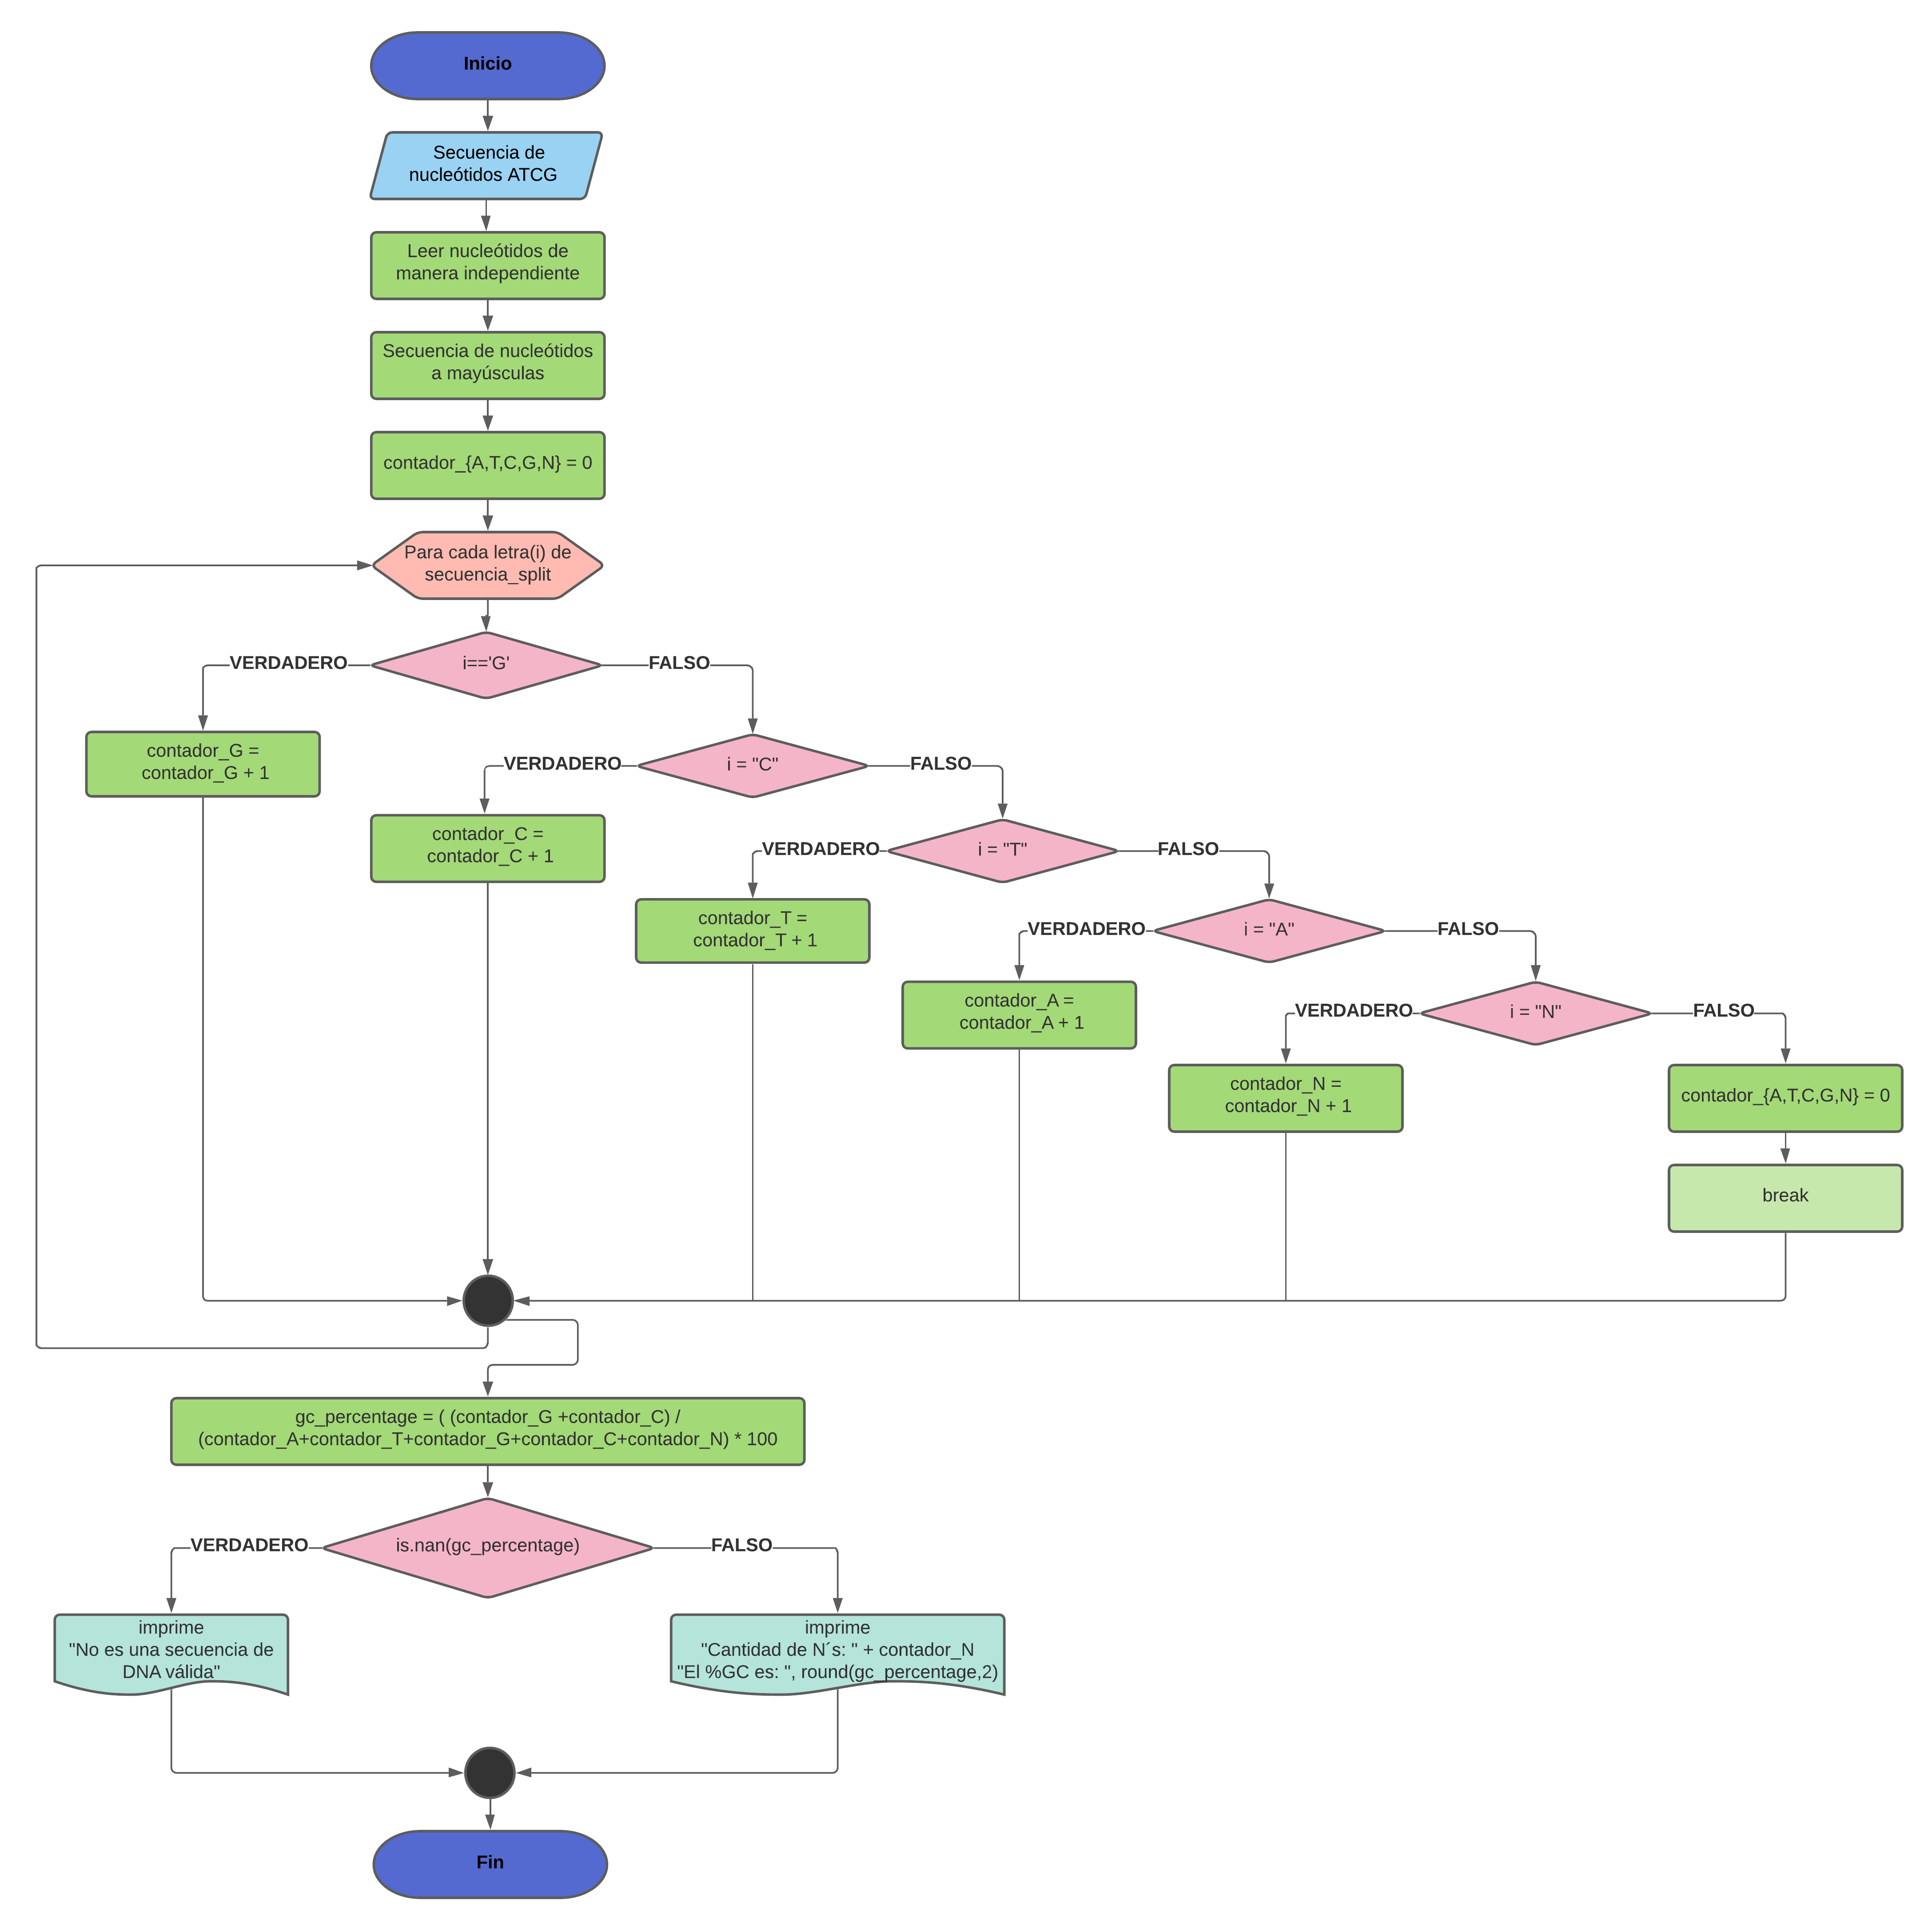 Inicio
Secuencia de
nucleótidos ATCG
Leer nucleótidos de
manera independiente
Secuencia de nucleótidos
a mayúsculas
contador_{A,T,C,G,N} = 0
Para cada letra(i) de
secuencia_split
i=='G'
VERDADERO
FALSO
contador_G =
contador_G + 1
i = "C"
VERDADERO
FALSO
contador_C =
contador_C + 1
i = "T"
VERDADERO
FALSO
contador_T =
contador_T + 1
i = "A"
VERDADERO
FALSO
contador_A =
contador_A + 1
i = "N"
VERDADERO
FALSO
contador_N =
contador_N + 1
contador_{A,T,C,G,N} = 0
break
gc_percentage = ( (contador_G +contador_C) /
(contador_A+contador_T+contador_G+contador_C+contador_N) * 100
is.nan(gc_percentage)
VERDADERO
FALSO
imprime
"No es una secuencia de
DNA válida"
imprime
"Cantidad de N´s: " + contador_N
"El %GC es: ", round(gc_percentage,2)
Fin